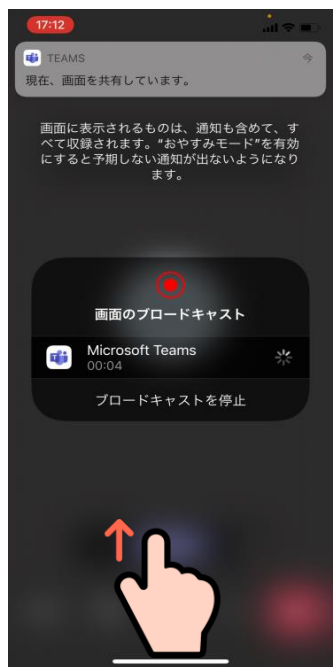 17:12
TEAMS 今
現在、画面を共有しています。
画面に表示されるものは、通知も含めて、す
べて収録されます。“おやすみモード”を有効
にすると予期しない通知が出ないようになり
ます。
画面のブロードキャスト
Microsoft Teams
00:04
ブロードキャストを停止